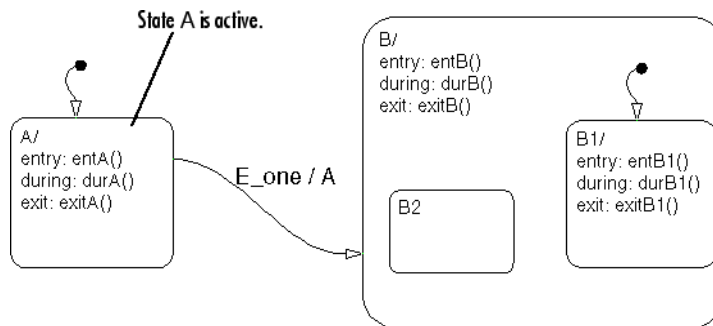 State A is active.
A/
entry: entA()
during: durA()
exit: exitA()
E_one / A
B/
entry: entB()
during: durB()
exit: exitB()
B2
B1/
entry: entB1()
during: durB1()
exit: exitB1()